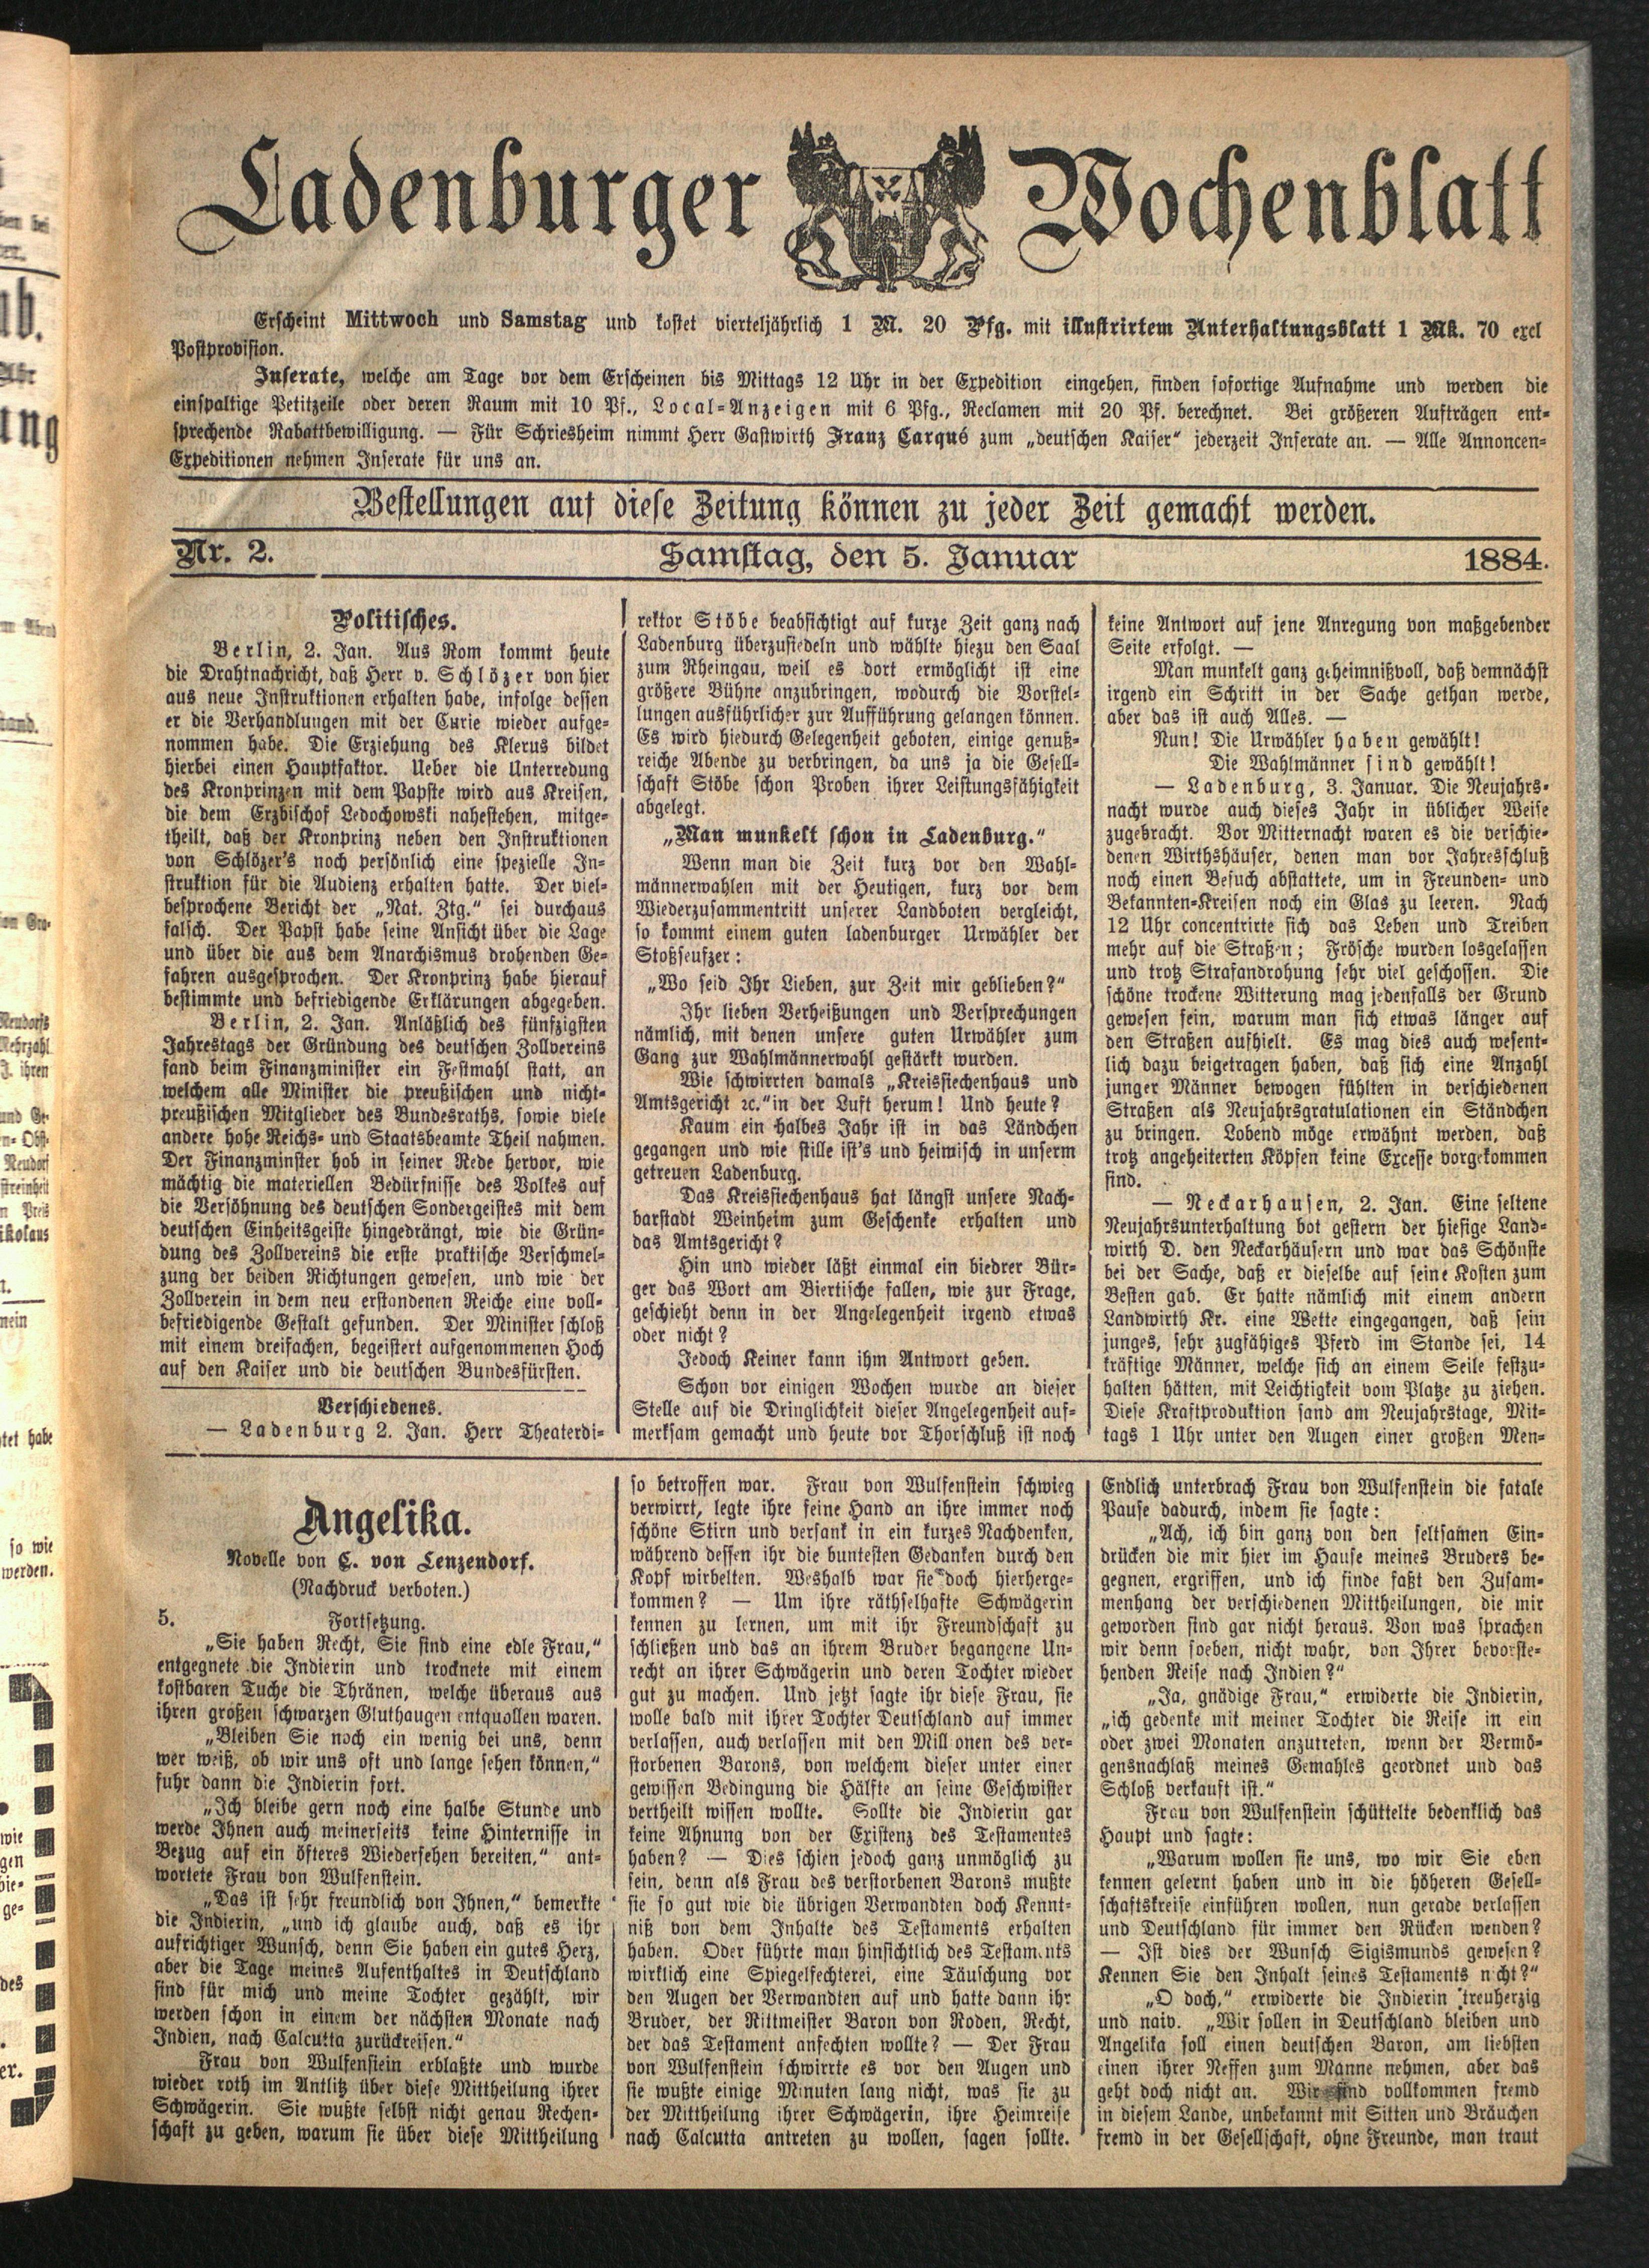 Ladenburger Wochenblatt
Erscheint Mittwoch und Samstag und kostet vierteljährlich 1 M. 20 Pfg. mit illustrirtem Unterhaltungsblatt 1 Mk. 70 excl
Postprovision.
Inserate, welche am Tage vor dem Erscheinen bis Mittags 12 Uhr in der Expedition eingehen, finden sofortige Aufnahme und werden die
einspaltige Petitzeile oder deren Raum mit 10 Pf., Local-Anzeigen mit 6 Pfg., Reclamen mit 20 Pf. berechnet. Bei größeren Aufträgen ent-
sprechende Rabattbewilligung. — Für Schriesheim nimmt Herr Gastwirth Franz Carqué zum „deutschen Kaiser“ jederzeit Inserate an. — Alle Annoncen-
Expeditionen nehmen Inserate für uns an.
Bestellungen auf diese Zeitung können zu jeder Zeit gemacht werden.
Nr. 2. Samstag, den 5. Januar 1884.
Politisches.
Berlin, 2. Jan. Aus Rom kommt heute
die Drahtnachricht, daß Herr v. Schlözer von hier
aus neue Instruktionen erhalten habe, infolge dessen
er die Verhandlungen mit der Curie wieder aufge-
nommen habe. Die Erziehung des Klerus bildet
hierbei einen Hauptfaktor. Ueber die Unterredung
des Kronprinzen mit dem Papste wird aus Kreisen,
die dem Erzbischof Ledochowski nahestehen, mitge-
theilt, daß der Kronprinz neben den Instruktionen
von Schlözer's noch persönlich eine spezielle In-
struktion für die Audienz erhalten hatte. Der viel-
besprochene Bericht der „Nat. Ztg.“ sei durchaus
falsch. Der Papst habe seine Ansicht über die Lage
und über die aus dem Anarchismus drohenden Ge-
fahren ausgesprochen. Der Kronprinz habe hierauf
bestimmte und befriedigende Erklärungen abgegeben.
Berlin, 2. Jan. Anläßlich des fünfzigsten
Jahrestags der Gründung des deutschen Zollvereins
fand beim Finanzminister ein Festmahl statt, an
welchem alle Minister die preußischen und nicht-
preußischen Mitglieder des Bundesraths, sowie viele
andere hohe Reichs- und Staatsbeamte Theil nahmen.
Der Finanzminster hob in seiner Rede hervor, wie
mächtig die materiellen Bedürfnisse des Volkes auf
die Versöhnung des deutschen Sondergeistes mit dem
deutschen Einheitsgeiste hingedrängt, wie die Grün-
dung des Zollvereins die erste praktische Verschmel-
zung der beiden Richtungen gewesen, und wie der
Zollverein in dem neu erstandenen Reiche eine voll-
befriedigende Gestalt gefunden. Der Minister schloß
mit einem dreifachen, begeistert aufgenommenen Hoch
auf den Kaiser und die deutschen Bundesfürsten.
Verschiedenes.
— Ladenburg 2. Jan. Herr Theaterdi-
rektor Stöbe beabsichtigt auf kurze Zeit ganz nach
Ladenburg überzusiedeln und wählte hiezu den Saal
zum Rheingau, weil es dort ermöglicht ist eine
größere Bühne anzubringen, wodurch die Vorstel-
lungen ausführlicher zur Aufführung gelangen können.
Es wird hiedurch Gelegenheit geboten, einige genuß-
reiche Abende zu verbringen, da uns ja die Gesell-
schaft Stöbe schon Proben ihrer Leistungsfähigkeit
abgelegt.
„Man munkelt schon in Ladenburg.“
Wenn man die Zeit kurz vor den Wahl-
männerwahlen mit der Heutigen, kurz vor dem
Wiederzusammentritt unserer Landboten vergleicht,
so kommt einem guten ladenburger Urwähler der
Stoßseufzer:
„Wo seid Ihr Lieben, zur Zeit mir geblieben?“
Ihr lieben Verheißungen und Versprechungen
nämlich, mit denen unsere guten Urwähler zum
Gang zur Wahlmännerwahl gestärkt wurden.
Wie schwirrten damals „Kreissiechenhaus und
Amtsgericht ꝛc.“ in der Luft herum! Und heute?
Kaum ein halbes Jahr ist in das Ländchen
gegangen und wie stille ist's und heimisch in unserm
getreuen Ladenburg.
Das Kreissiechenhaus hat längst unsere Nach-
barstadt Weinheim zum Geschenke erhalten und
das Amtsgericht?
Hin und wieder läßt einmal ein biedrer Bür-
ger das Wort am Biertische fallen, wie zur Frage,
geschieht denn in der Angelegenheit irgend etwas
oder nicht?
Jedoch Keiner kann ihm Antwort geben.
Schon vor einigen Wochen wurde an dieser
Stelle auf die Dringlichkeit dieser Angelegenheit auf-
merksam gemacht und heute vor Thorschluß ist noch
keine Antwort auf jene Anregung von maßgebender
Seite erfolgt. —
Man munkelt ganz geheimnißvoll, daß demnächst
irgend ein Schritt in der Sache gethan werde,
aber das ist auch Alles. —
Nun! Die Urwähler haben gewählt!
Die Wahlmänner sind gewählt!
— Ladenburg, 3. Januar. Die Neujahrs-
nacht wurde auch dieses Jahr in üblicher Weise
zugebracht. Vor Mitternacht waren es die verschie-
denen Wirthshäuser, denen man vor Jahresschluß
noch einen Besuch abstattete, um in Freunden- und
Bekannten-Kreisen noch ein Glas zu leeren. Nach
12 Uhr concentrirte sich das Leben und Treiben
mehr auf die Straß n; Frösche wurden losgelassen
und trotz Strafandrohung sehr viel geschossen. Die
schöne trockene Witterung mag jedenfalls der Grund
gewesen sein, warum man sich etwas länger auf
den Straßen aufhielt. Es mag dies auch wesent-
lich dazu beigetragen haben, daß sich eine Anzahl
junger Männer bewogen fühlten in verschiedenen
Straßen als Neujahrsgratulationen ein Ständchen
zu bringen. Lobend möge erwähnt werden, daß
trotz angeheiterten Köpfen keine Excesse vorgekommen
sind.
— Neckarhausen, 2. Jan. Eine seltene
Neujahrsunterhaltung bot gestern der hiesige Land-
wirth D. den Neckarhäusern und war das Schönste
bei der Sache, daß er dieselbe auf seine Kosten zum
Besten gab. Er hatte nämlich mit einem andern
Landwirth Kr. eine Wette eingegangen, daß sein
junges, sehr zugfähiges Pferd im Stande sei, 14
kräftige Männer, welche sich an einem Seile festzu-
halten hätten, mit Leichtigkeit vom Platze zu ziehen.
Diese Kraftproduktion fand am Neujahrstage, Mit-
tags 1 Uhr unter den Augen einer großen Men-
Angelika.
Novelle von C. von Lenzendorf.
(Nachdruck verboten.)
5. Fortsetzung.
„Sie haben Recht, Sie sind eine edle Frau,“
entgegnete die Indierin und trocknete mit einem
kostbaren Tuche die Thränen, welche überaus aus
ihren großen schwarzen Gluthaugen entquollen waren.
„Bleiben Sie noch ein wenig bei uns, denn
wer weiß, ob wir uns oft und lange sehen können,“
fuhr dann die Indierin fort.
„Ich bleibe gern noch eine halbe Stunde und
werde Ihnen auch meinerseits keine Hinternisse in
Bezug auf ein öfteres Wiedersehen bereiten,“ ant-
wortete Frau von Wulfenstein.
„Das ist sehr freundlich von Ihnen,“ bemerkte
die Indierin, „und ich glaube auch, daß es ihr
aufrichtiger Wunsch, denn Sie haben ein gutes Herz,
aber die Tage meines Aufenthaltes in Deutschland
sind für mich und meine Tochter gezählt, wir
werden schon in einem der nächsten Monate nach
Indien, nach Calcutta zurückreisen.“
Frau von Wulfenstein erblaßte und wurde
wieder roth im Antlitz über diese Mittheilung ihrer
Schwägerin. Sie wußte selbst nicht genau Rechen-
schaft zu geben, warum sie über diese Mittheilung
so betroffen war. Frau von Wulfenstein schwieg
verwirrt, legte ihre feine Hand an ihre immer noch
schöne Stirn und versank in ein kurzes Nachdenken,
während dessen ihr die buntesten Gedanken durch den
Kopf wirbelten. Weshalb war sie doch hierherge-
kommen? — Um ihre räthselhafte Schwägerin
kennen zu lernen, um mit ihr Freundschaft zu
schließen und das an ihrem Bruder begangene Un-
recht an ihrer Schwägerin und deren Tochter wieder
gut zu machen. Und jetzt sagte ihr diese Frau, sie
wolle bald mit ihrer Tochter Deutschland auf immer
verlassen, auch verlassen mit den Mill onen des ver-
storbenen Barons, von welchem dieser unter einer
gewissen Bedingung die Hälfte an seine Geschwister
vertheilt wissen wollte. Sollte die Indierin gar
keine Ahnung von der Existenz des Testamentes
haben? — Dies schien jedoch ganz unmöglich zu
sein, denn als Frau des verstorbenen Barons mußte
sie so gut wie die übrigen Verwandten doch Kennt-
niß von dem Inhalte des Testaments erhalten
haben. Oder führte man hinsichtlich des Testam nts
wirklich eine Spiegelfechterei, eine Täuschung vor
den Augen der Verwandten auf und hatte dann ihr
Bruder, der Rittmeister Baron von Roden, Recht,
der das Testament anfechten wollte? — Der Frau
von Wulfenstein schwirrte es vor den Augen und
sie wußte einige Minuten lang nicht, was sie zu
der Mittheilung ihrer Schwägerin, ihre Heimreise
nach Calcutta antreten zu wollen, sagen sollte.
Endlich unterbrach Frau von Wulfenstein die fatale
Pause dadurch, indem sie sagte:
„Ach, ich bin ganz von den seltsamen Ein-
drücken die mir hier im Hause meines Bruders be-
gegnen, ergriffen, und ich finde faßt den Zusam-
menhang der verschiedenen Mittheilungen, die mir
geworden sind gar nicht heraus. Von was sprachen
wir denn soeben, nicht wahr, von Ihrer bevorste-
henden Reise nach Indien?“
„Ja, gnädige Frau,“ erwiderte die Indierin,
„ich gedenke mit meiner Tochter die Reise in ein
oder zwei Monaten anzutreten, wenn der Vermö-
gensnachlaß meines Gemahles geordnet und das
Schloß verkauft ist.“
Frau von Wulfenstein schüttelte bedenklich das
Haupt und sagte:
„Warum wollen sie uns, wo wir Sie eben
kennen gelernt haben und in die höheren Gesell-
schaftskreise einführen wollen, nun gerade verlassen
und Deutschland für immer den Rücken wenden?
— Ist dies der Wunsch Sigismunds gewesen?
Kennen Sie den Inhalt seines Testaments n cht?“
„O doch,“ erwiderte die Indierin treuherzig
und naiv. „Wir sollen in Deutschland bleiben und
Angelika soll einen deutschen Baron, am liebsten
einen ihrer Neffen zum Manne nehmen, aber das
geht doch nicht an. Wir sind vollkommen fremd
in diesem Lande, unbekannt mit Sitten und Bräuchen
fremd in der Gesellschaft, ohne Freunde, man traut